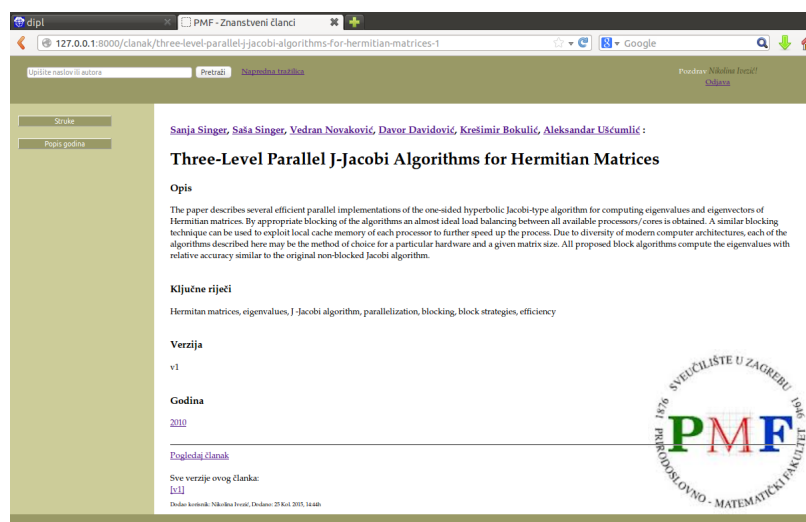 dipl
PMF - Znanstveni članci
127.0.0.1:8000/clanak/three-level-parallel-j-jacobi-algorithms-for-hermitian-matrices-1
Google
Upišite naslov ili autora
Pretraži
Napredna tražilica
Pozdrav Nikolina Ivezić!
Odjava
Struke
Popis godina
Sanja Singer, Saša Singer, Vedran Novaković, Davor Davidović, Krešimir Bokulić, Aleksandar Ušćumlić :
Three-Level Parallel J-Jacobi Algorithms for Hermitian Matrices
Opis
The paper describes several efficient parallel implementations of the one-sided hyperbolic Jacobi-type algorithm for computing eigenvalues and eigenvectors of
Hermitian matrices. By appropriate blocking of the algorithms an almost ideal load balancing between all available processors/cores is obtained. A similar blocking
technique can be used to exploit local cache memory of each processor to further speed up the process. Due to diversity of modern computer architectures, each of the
algorithms described here may be the method of choice for a particular hardware and a given matrix size. All proposed block algorithms compute the eigenvalues with
relative accuracy similar to the original non-blocked Jacobi algorithm.
Ključne riječi
Hermitan matrices, eigenvalues, J -Jacobi algorithm, parallelization, blocking, block strategies, efficiency
Verzija
v1
Godina
2010
Pogledaj članak
Sve verzije ovog članka:
[v1]
Dodao korisnik: Nikolina Ivezić, Dodano: 25 Kol. 2013, 14:44h
SVEUČILIŠTE U ZAGREBU
1876
1946
PMF
PRIRODOSLOVNO - MATEMATIČKI FAKULTET